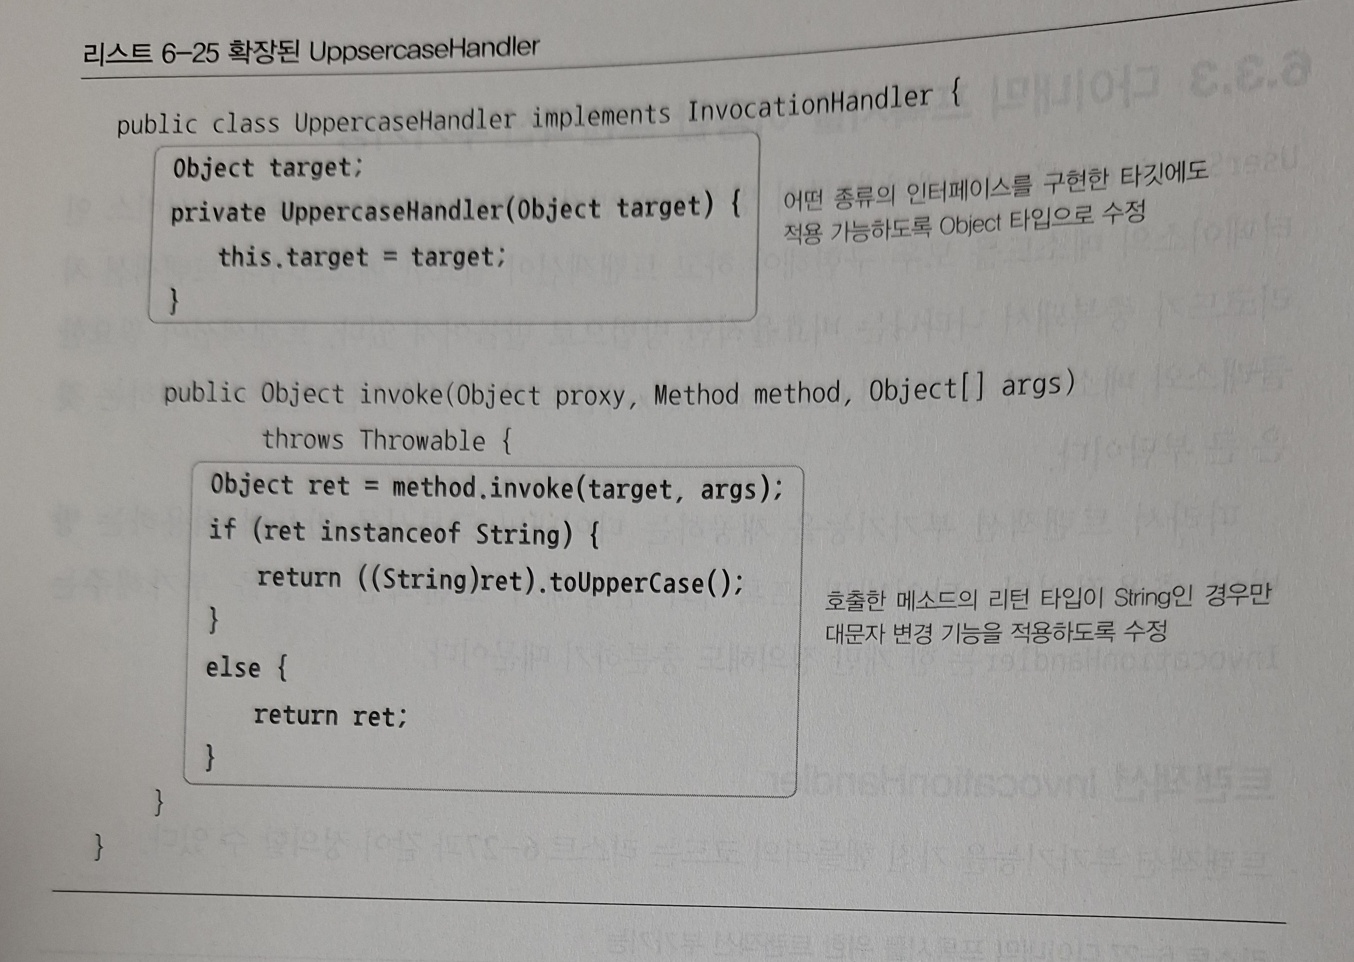 리스트 6–25 확장된 UppsercaseHandler
public class UppercaseHandler implements InvocationHandler {
Object target;
private UppercaseHandler(Object target) {
this.target = target;
}
어떤 종류의 인터페이스를 구현한 타깃에도
적용 가능하도록 Object 타입으로 수정
public Object invoke(Object proxy, Method method, Object[] args)
throws Throwable {
Object ret = method.invoke(target, args);
if (ret instanceof String) {
return ((String)ret).toUpperCase();
}
else {
return ret;
}
호출한 메소드의 리턴 타입이 String인 경우만
대문자 변경 기능을 적용하도록 수정
}
}